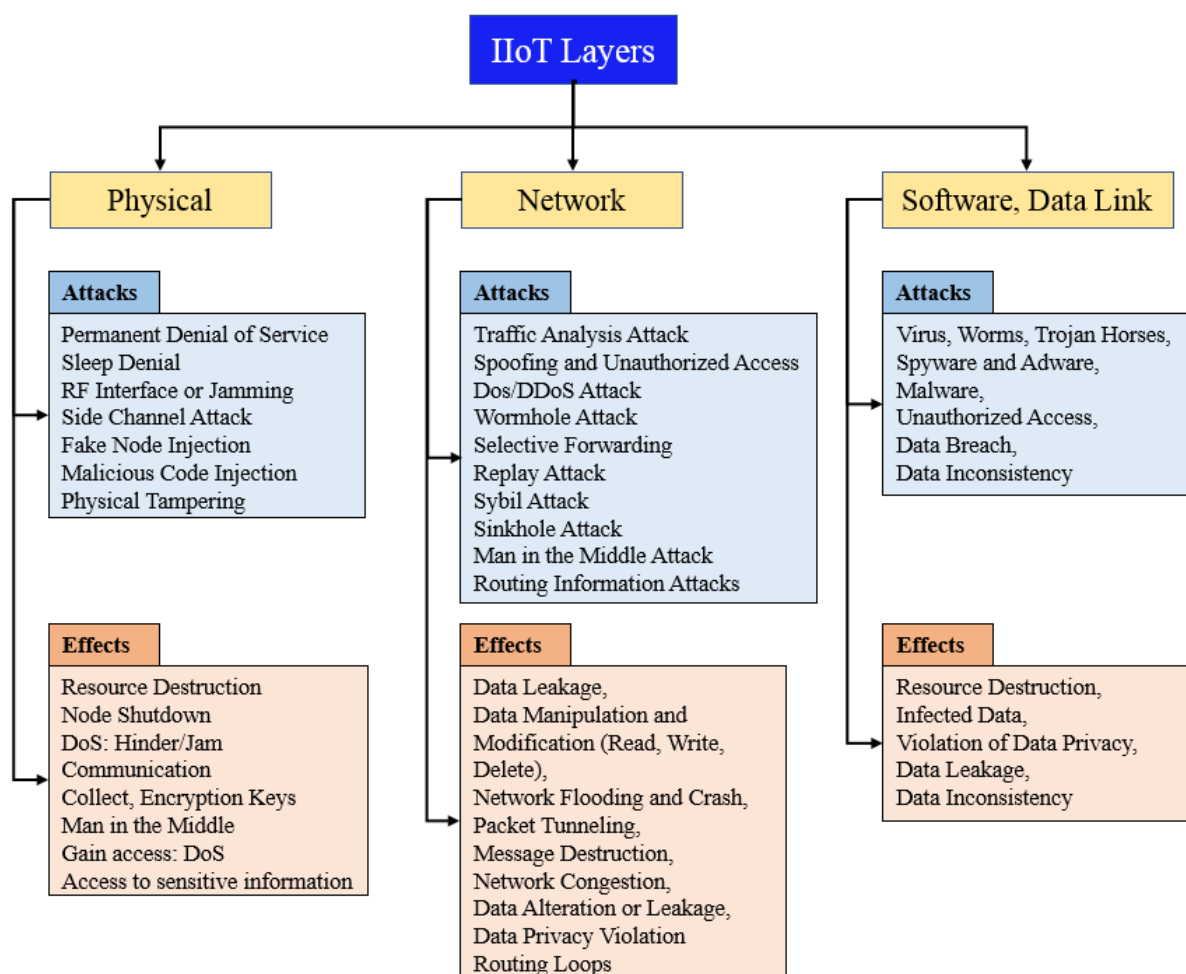 IIoT Layers
Physical
Network
Software, Data Link
Attacks
Permanent Denial of Service
Sleep Denial
RF Interface or Jamming
Side Channel Attack
Fake Node Injection
Malicious Code Injection
Physical Tampering
Attacks
Traffic Analysis Attack
Spoofing and Unauthorized Access
Dos/DDoS Attack
Wormhole Attack
Selective Forwarding
Replay Attack
Sybil Attack
Sinkhole Attack
Man in the Middle Attack
Routing Information Attacks
Attacks
Virus, Worms, Trojan Horses,
Spyware and Adware,
Malware,
Unauthorized Access,
Data Breach,
Data Inconsistency
Effects
Resource Destruction
Node Shutdown
DoS: Hinder/Jam
Communication
Collect, Encryption Keys
Man in the Middle
Gain access: DoS
Access to sensitive information
Effects
Data Leakage,
Data Manipulation and
Modification (Read, Write,
Delete),
Network Flooding and Crash,
Packet Tunneling,
Message Destruction,
Network Congestion,
Data Alteration or Leakage,
Data Privacy Violation
Routing Loops
Effects
Resource Destruction,
Infected Data,
Violation of Data Privacy,
Data Leakage,
Data Inconsistency